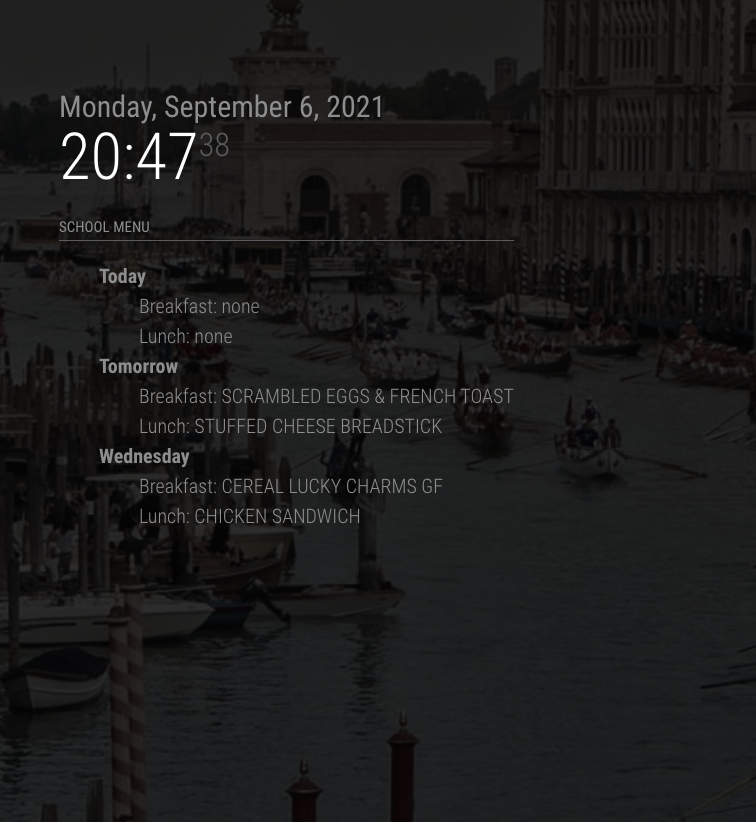 Monday, September 6, 2021
20:47 38
SCHOOL MENU
Today
Breakfast: none
Lunch: none
Tomorrow
Breakfast: SCRAMBLED EGGS & FRENCH TOAST
Lunch: STUFFED CHEESE BREADSTICK
Wednesday
Breakfast: CEREAL LUCKY CHARMS GF
Lunch: CHICKEN SANDWICH